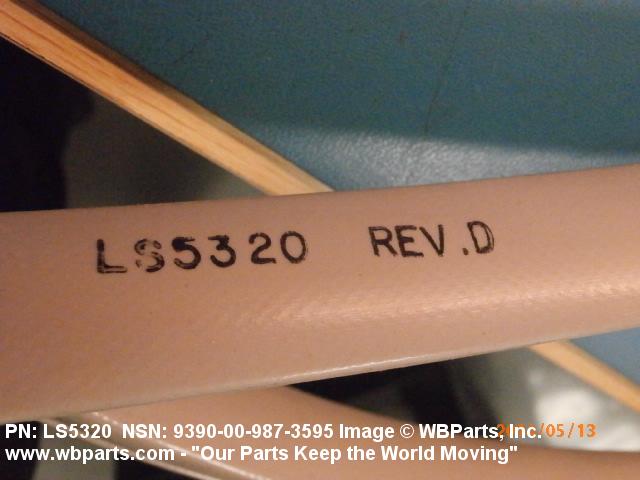 LS5320 REV.D
PN: LS5320 NSN: 9390-00-987-3595 Image © WBParts, Inc.
www.wbparts.com - "Our Parts Keep the World Moving"